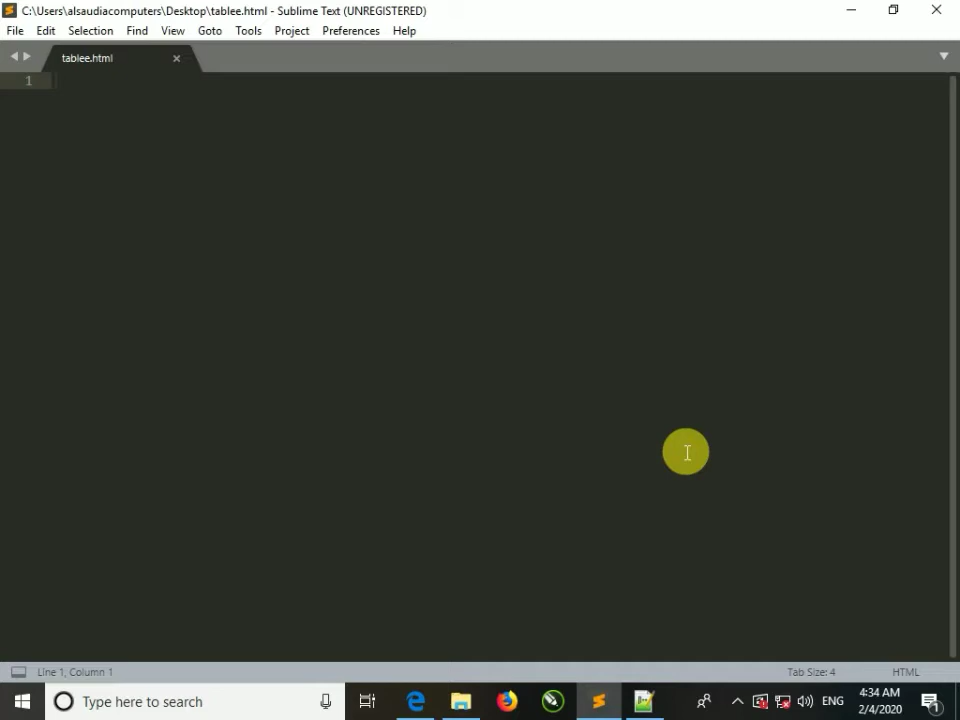 C:\Users\alsaudiacomputers\Desktop\tablee.html - Sublime Text (UNREGISTERED)
File Edit Selection Find View Goto Tools Project Preferences Help
tablee.html
1
Line 1, Column 1 Tab Size: 4 HTML
Type here to search ENG 4:34 AM
2/4/2020 1